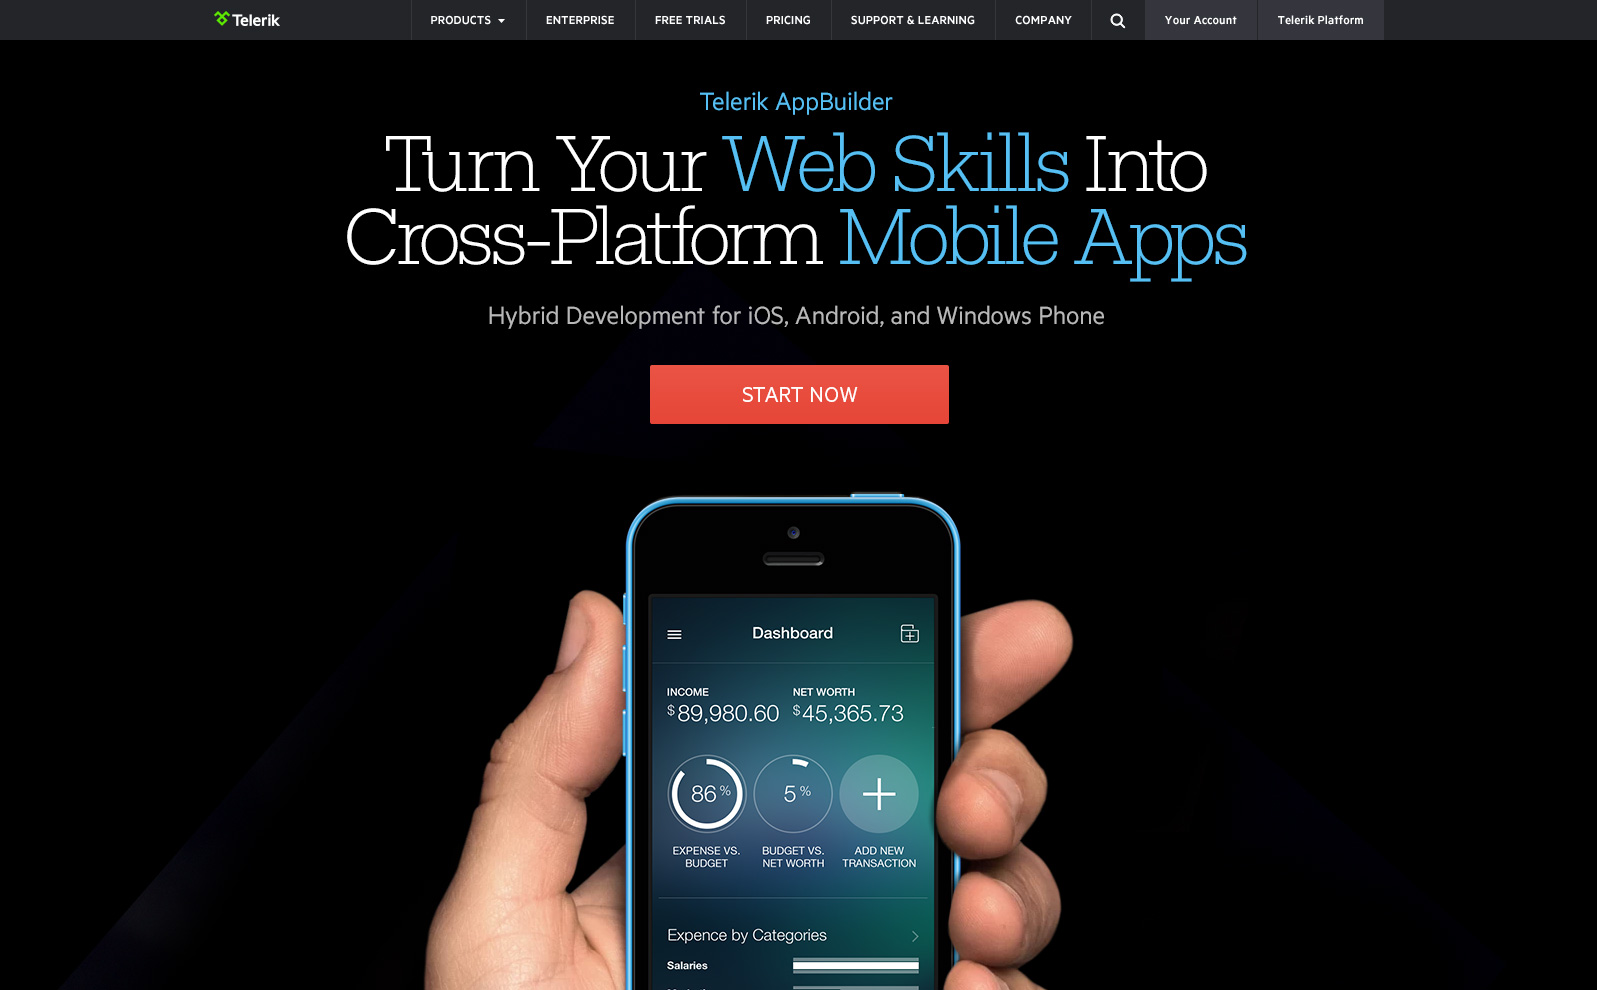 Telerik
PRODUCTS
ENTERPRISE
FREE TRIALS
PRICING
SUPPORT & LEARNING
COMPANY
Your Account
Telerik Platform
Telerik AppBuilder
Turn Your Web Skills Into
Cross-Platform Mobile Apps
Hybrid Development for iOS, Android, and Windows Phone
START NOW
Dashboard
INCOME
$89,980.60
NET WORTH
$45,365.73
86%
5%
EXPENSE VS.
BUDGET
BUDGET VS.
NET WORTH
ADD NEW
TRANSACTION
Expence by Categories
Salaries